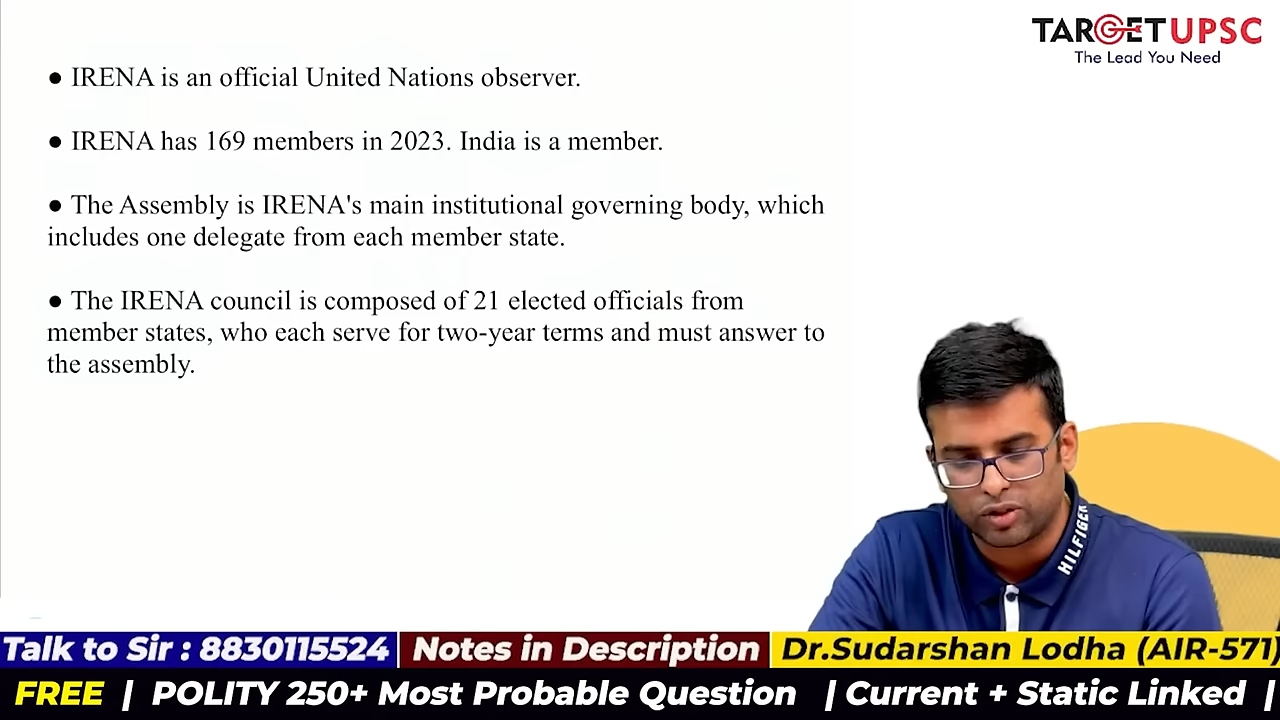 TARGET UPSC
The Lead You Need
● IRENA is an official United Nations observer.
● IRENA has 169 members in 2023. India is a member.
● The Assembly is IRENA's main institutional governing body, which
includes one delegate from each member state.
● The IRENA council is composed of 21 elected officials from
member states, who each serve for two-year terms and must answer to
the assembly.
HILFIGER
Talk to Sir : 8830115524
Notes in Description
Dr.Sudarshan Lodha (AIR-571)
FREE | POLITY 250+ Most Probable Question | Current + Static Linked |